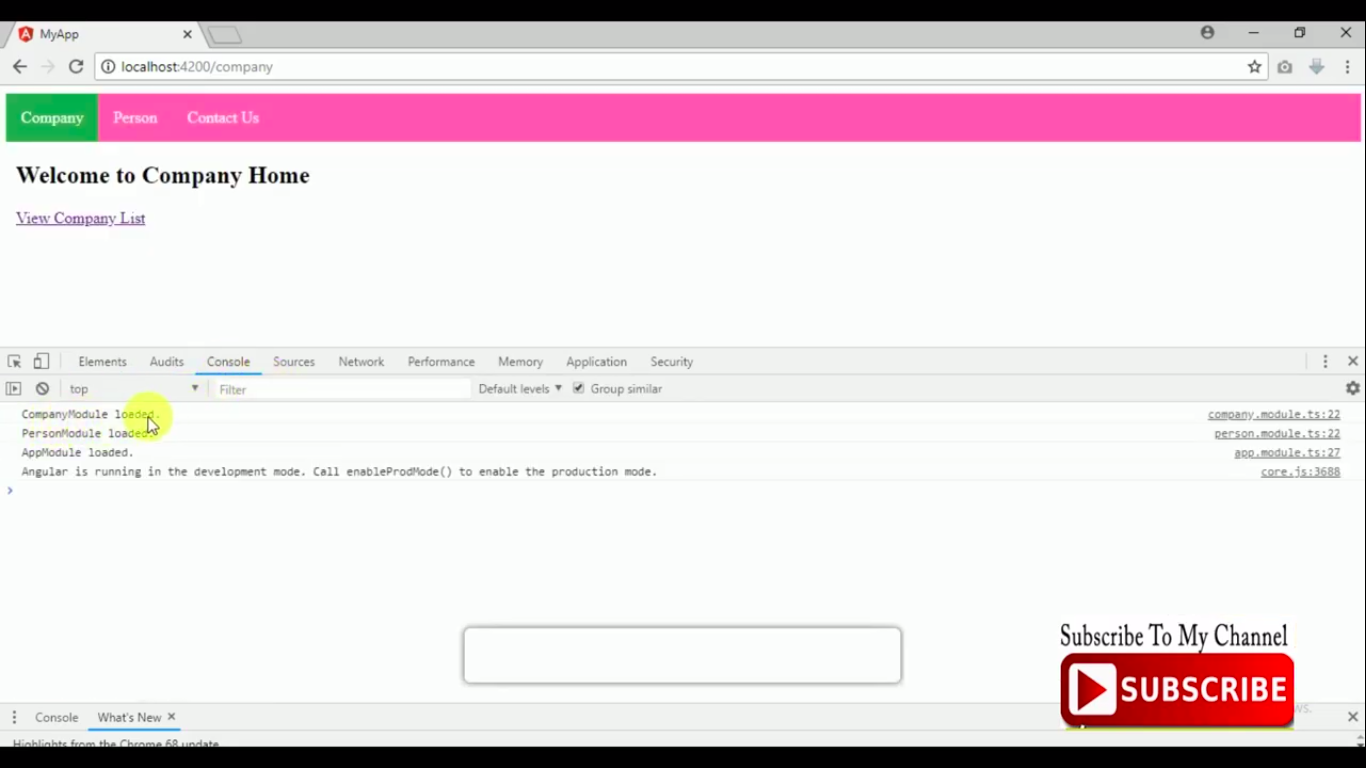 MyApp
localhost:4200/company
Company Person Contact Us
Welcome to Company Home
View Company List
Elements Audits Console Sources Network Performance Memory Application Security
top Filter Default levels Group similar
CompanyModule loaded. company.module.ts:22
PersonModule loaded. person.module.ts:22
AppModule loaded. app.module.ts:27
Angular is running in the development mode. Call enableProdMode() to enable the production mode. core.js:3688
Subscribe To My Channel
SUBSCRIBE
Console What's New
Highlights from the Chrome 68 update